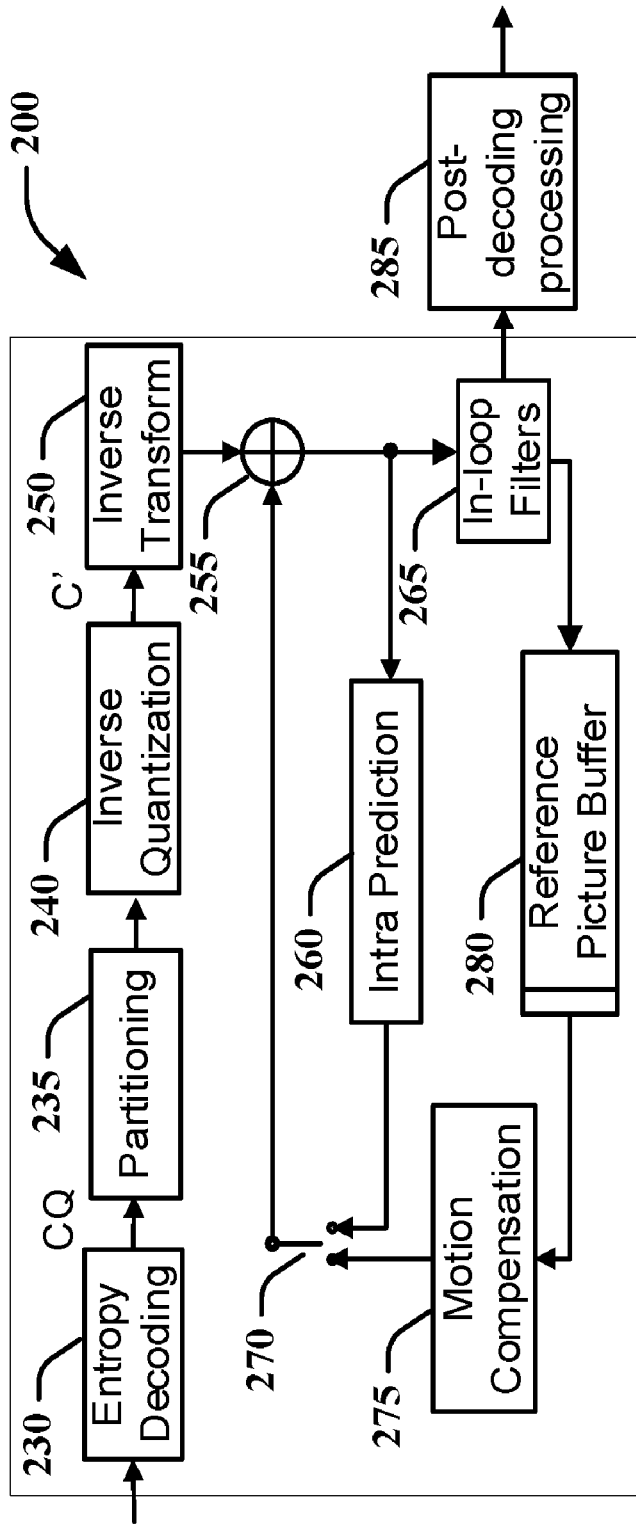 200
230
Entropy
Decoding
CQ
235
Partitioning
240
Inverse
Quantization
C'
250
Inverse
Transform
255
270
260
Intra Prediction
265
In-loop
Filters
285
Post-
decoding
processing
275
Motion
Compensation
280
Reference
Picture Buffer